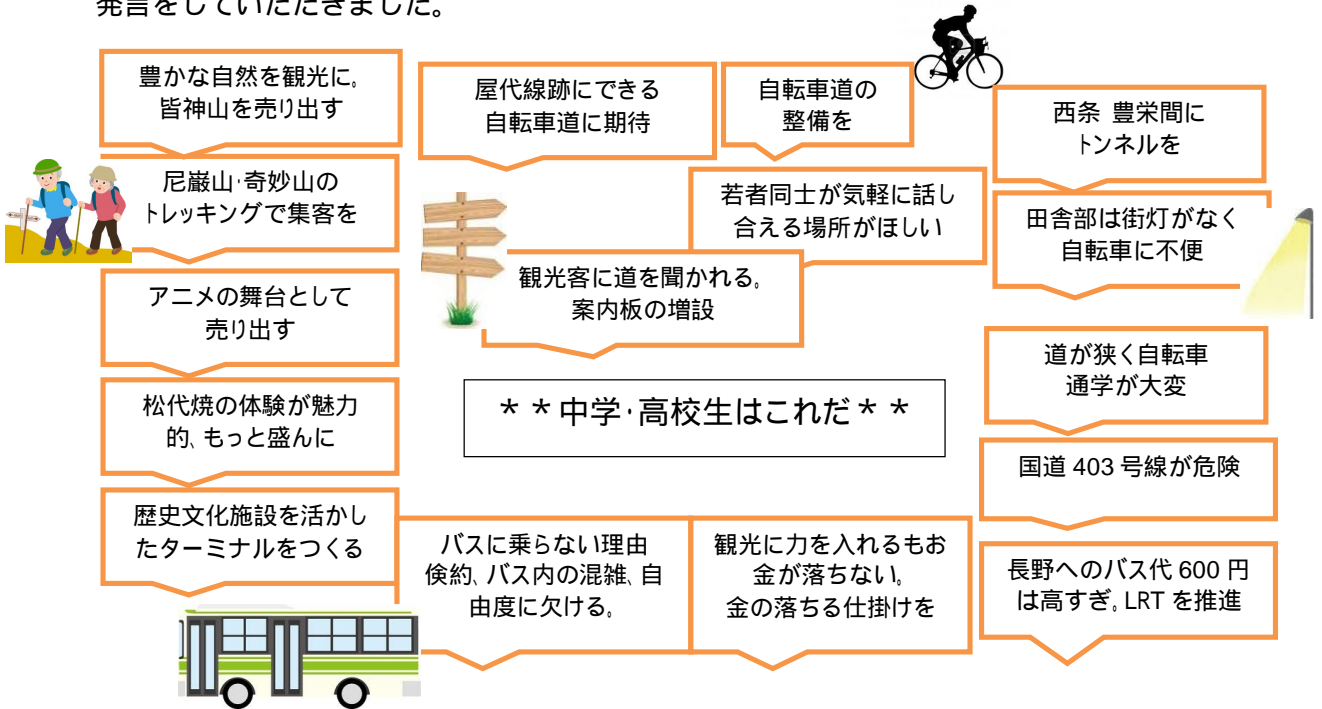 発言をしていただきました。
豊かな自然を観光に。
皆神山を売り出す
屋代線跡にできる
自転車道に期待
自転車道の
整備を
西条 豊栄間に
トンネルを
尼巌山・奇妙山の
トレッキングで集客を
若者同士が気軽に話し
合える場所がほしい
田舎部は街灯がなく
自転車に不便
観光客に道を聞かれる。
案内板の増設
アニメの舞台として
売り出す
道が狭く自転車
通学が大変
松代焼の体験が魅力
的、もっと盛んに
＊＊中学・高校生はこれだ＊＊
国道 403 号線が危険
歴史文化施設を活かし
たターミナルをつくる
バスに乗らない理由
倹約、バス内の混雑、自
由度に欠ける。
観光に力を入れるもお
金が落ちない。
金の落ちる仕掛けを
長野へのバス代 600 円
は高すぎ。LRT を推進